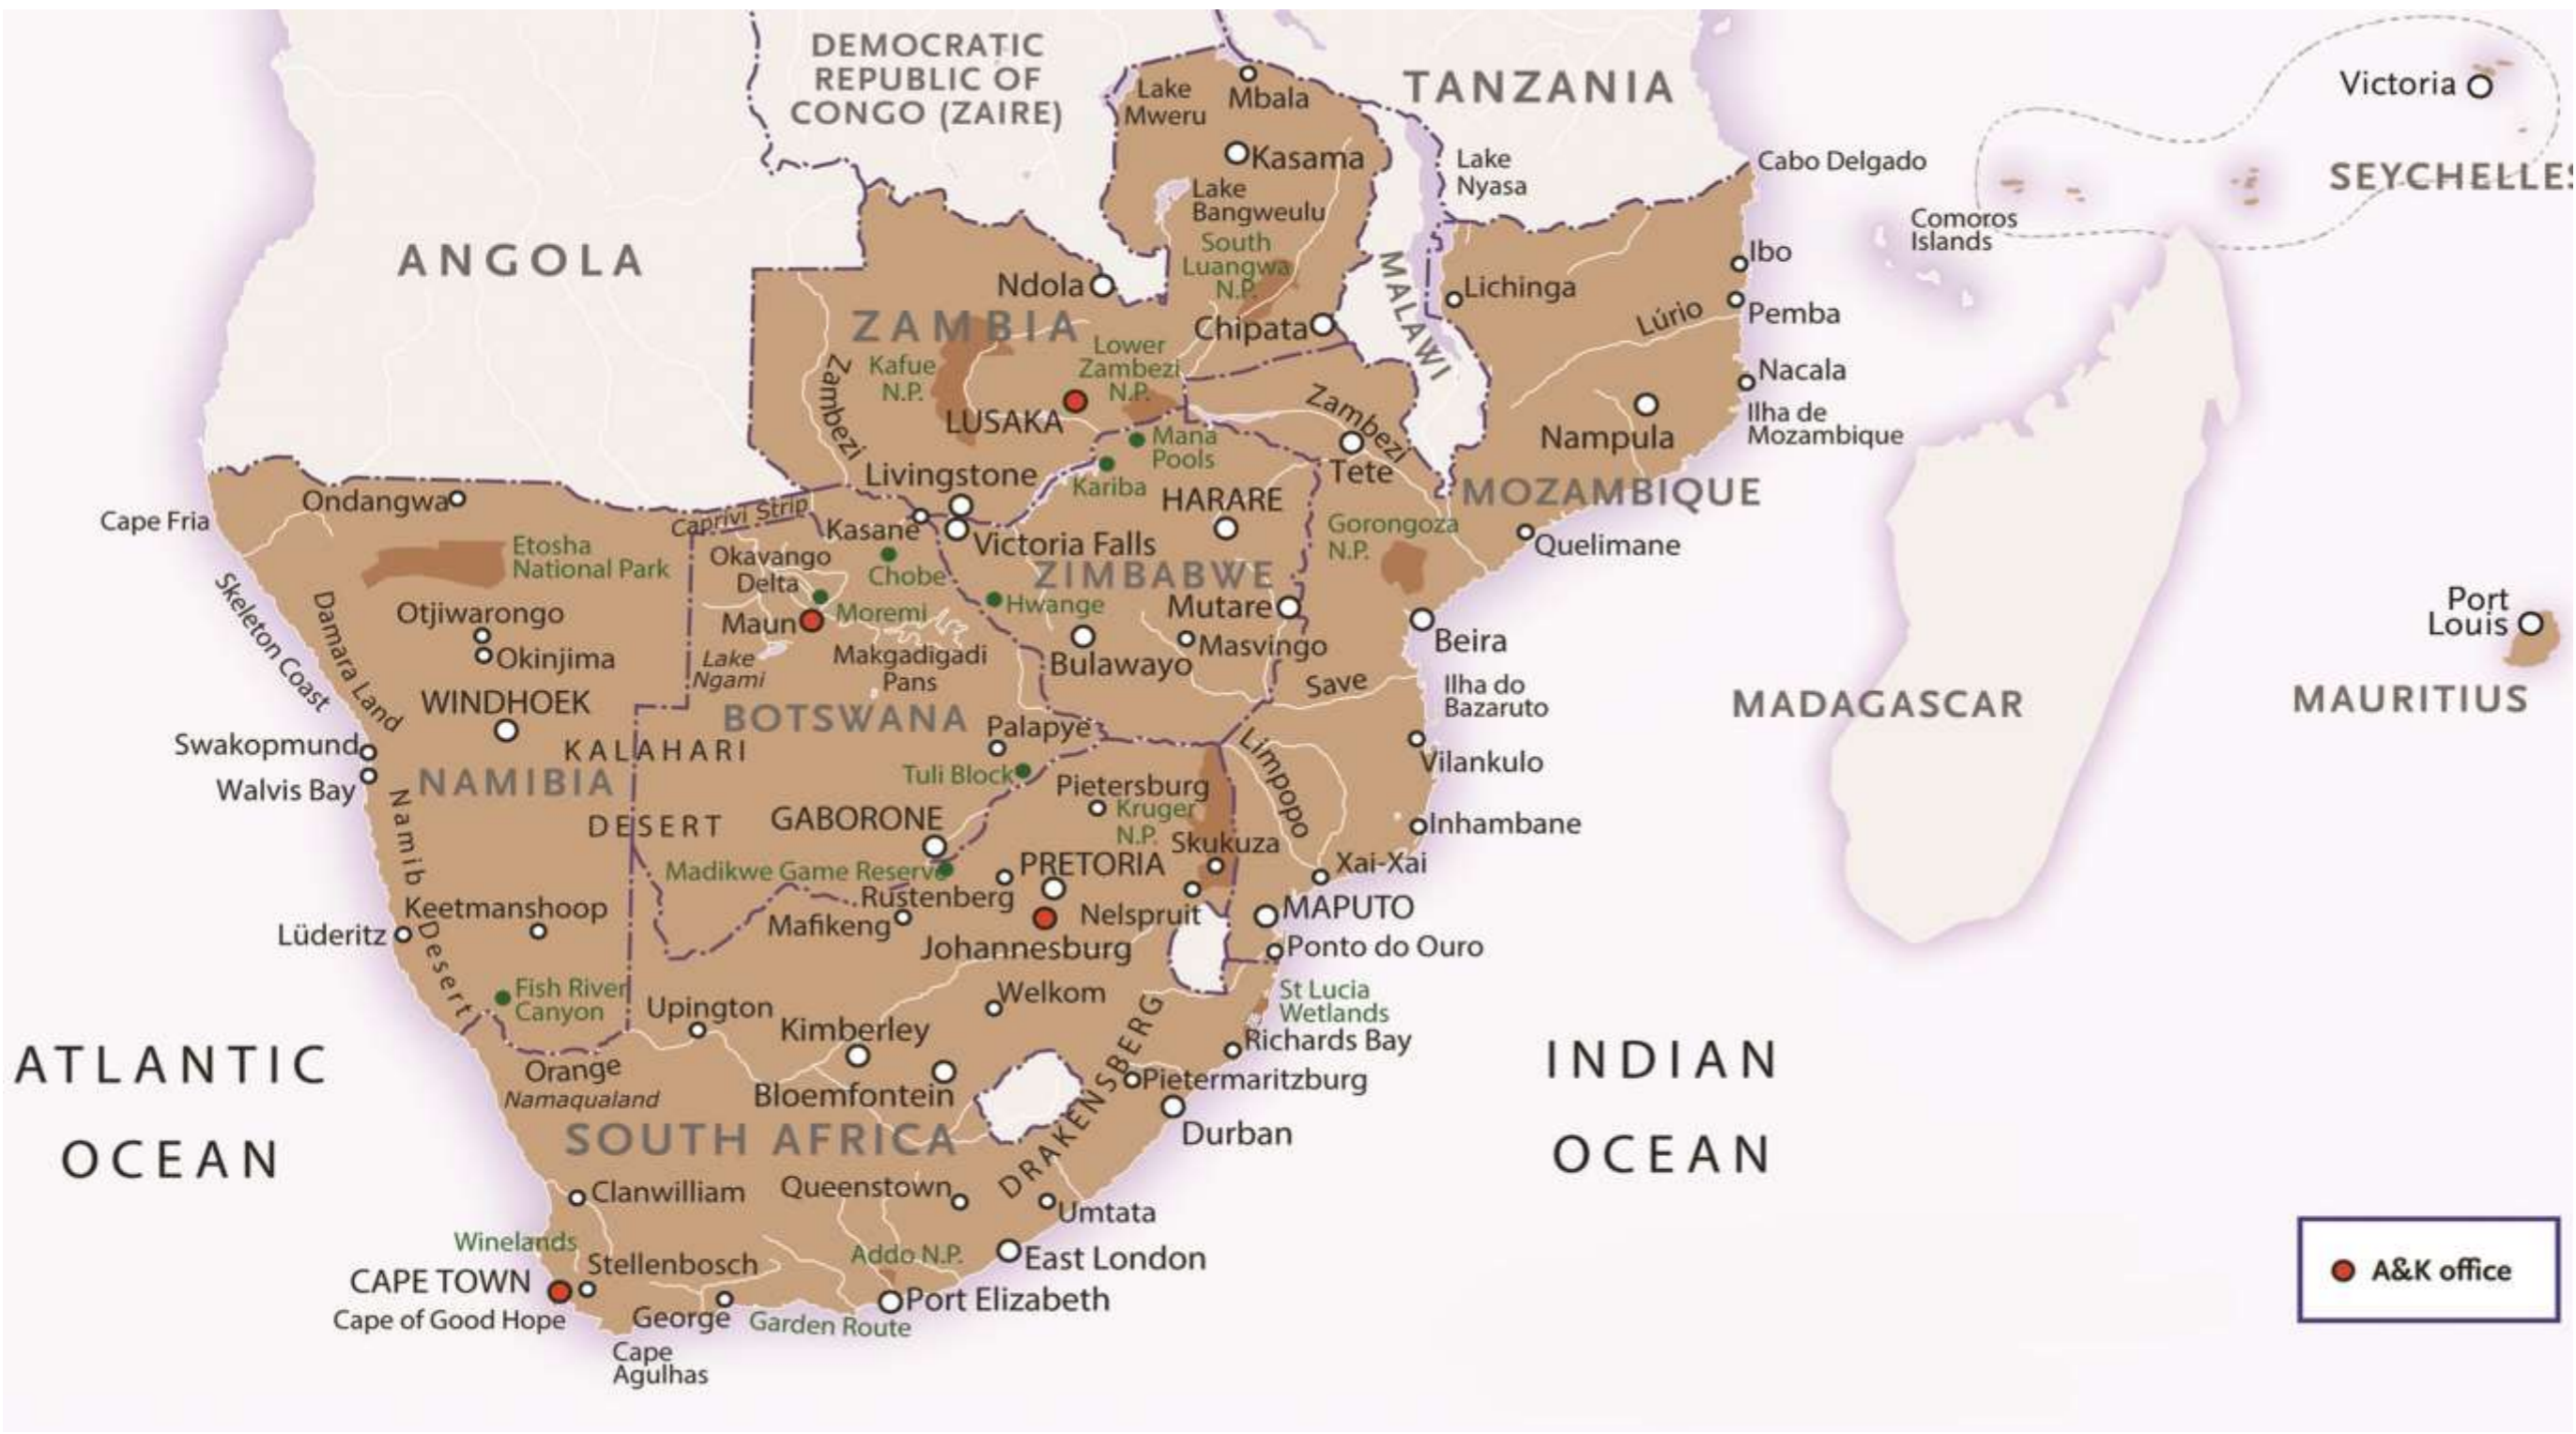 DEMOCRATIC
REPUBLIC OF
CONGO (ZAIRE)
TANZANIA
ANGOLA
Victoria
SEYCHELLES
Lake
Mweru
Mbala
Kasama
Lake
Bangweulu
South
Luangwa
N.P.
Lake
Nyasa
Cabo Delgado
Comoros
Islands
Ibo
Ndola
Lichinga
MALAWI
Lúrio
Pemba
ZAMBIA
Chipata
Lower
Zambezi
N.P.
Kafue
N.P.
Zambezi
LUSAKA
Nacala
Ilha de
Mozambique
Nampula
Zambezi
Tete
Mana
Pools
Kariba
Livingstone
HARARE
MOZAMBIQUE
Ondangwa
Cape Fria
Caprivi Strip
Kasane
Victoria Falls
Gorongoza
N.P.
Quelimane
Etosha
National Park
Okavango
Delta
Chobe
ZIMBABWE
Hwange
Mutare
Moremi
Maun
Skeleton Coast
Damara Land
Otjiwarongo
Okinjima
Lake
Ngami
Makgadigadi
Pans
Bulawayo
Masvingo
Beira
Port
Louis
MAURITIUS
MADAGASCAR
Save
Ilha do
Bazaruto
WINDHOEK
BOTSWANA
Palapye
Swakopmund
KALAHARI
Walvis Bay
NAMIBIA
Tuli Block
Pietersburg
Limpopo
Vilankulo
DESERT
GABORONE
Kruger
N.P.
Skukuza
Inhambane
Namib Desert
Madikwe Game Reserve
PRETORIA
Xai-Xai
Rustenberg
Keetmanshoop
Mafikeng
Nelspruit
MAPUTO
Lüderitz
Johannesburg
Ponto do Ouro
Fish River
Canyon
Upington
Welkom
St Lucia
Wetlands
Kimberley
Richards Bay
ATLANTIC
OCEAN
INDIAN
OCEAN
Orange
Namaqualand
Bloemfontein
DRAKENSBERG
Pietermaritzburg
Durban
SOUTH AFRICA
Clanwilliam
Queenstown
Umtata
Winelands
Stellenbosch
Addo N.P.
East London
CAPE TOWN
Cape of Good Hope
George
Garden Route
Port Elizabeth
Cape
Agulhas
A&K office